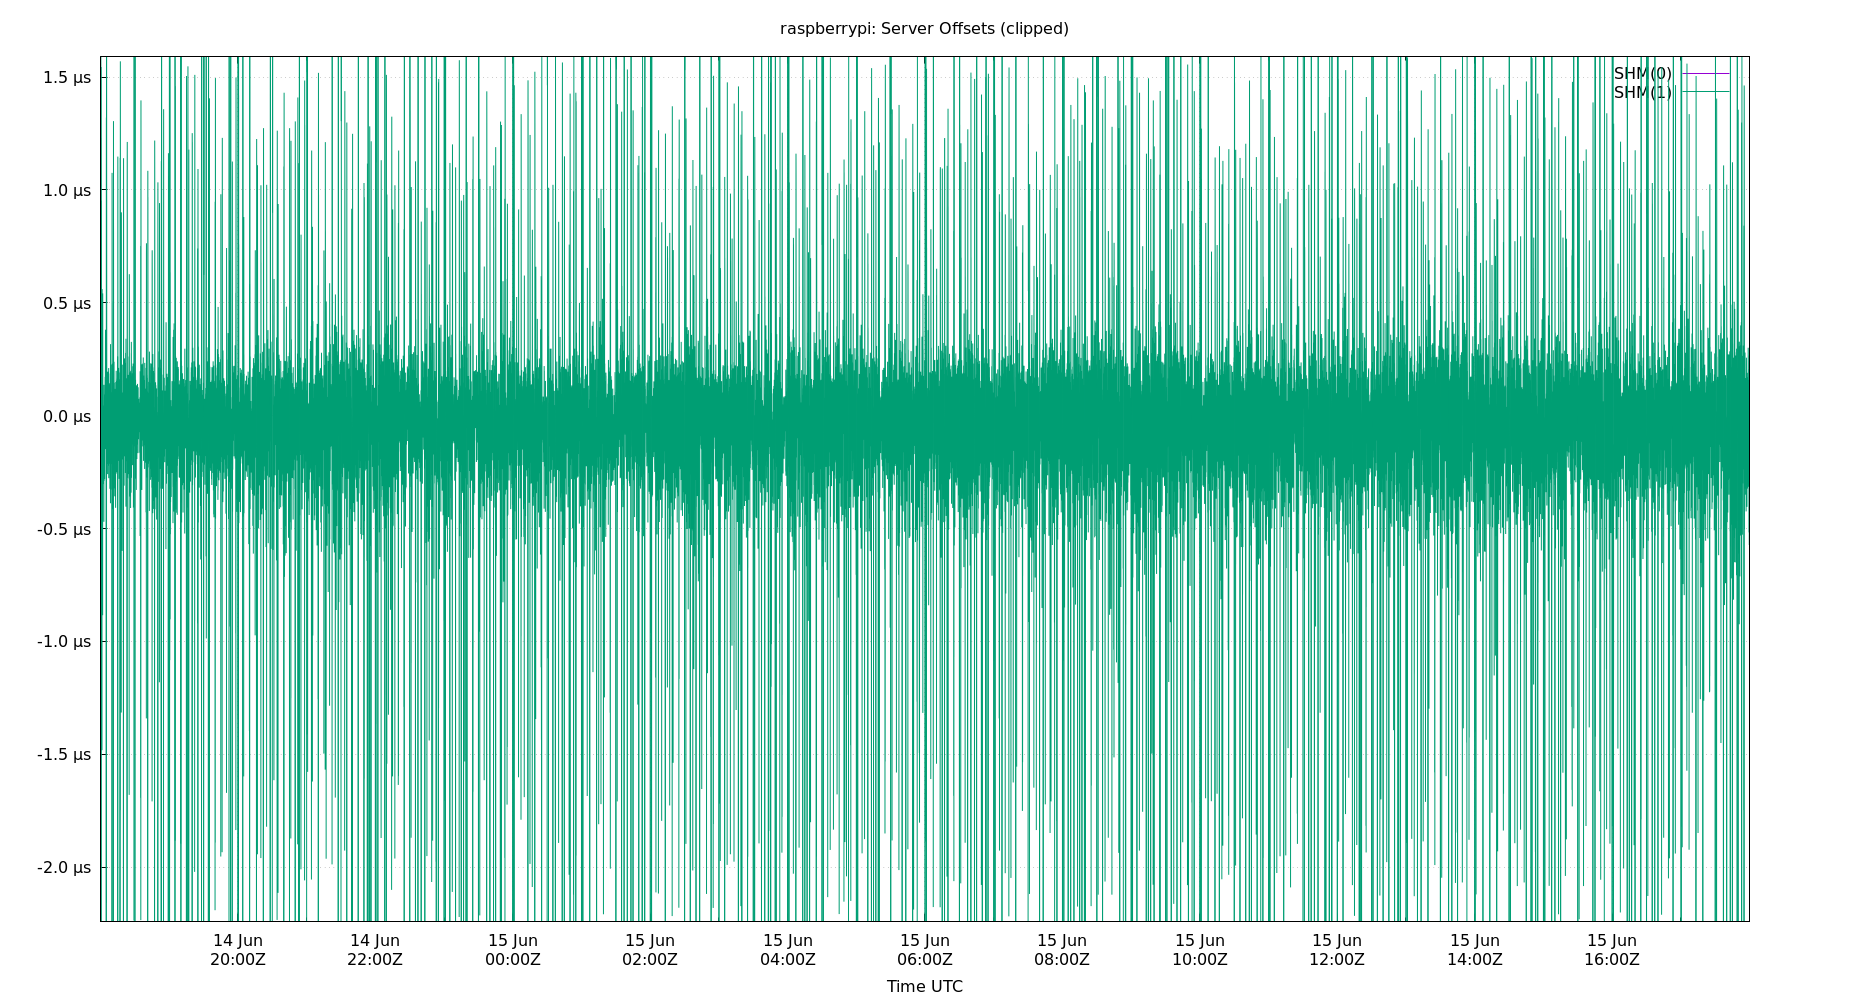 raspberrypi: Server Offsets (clipped)
SHM(0)
SHM(1)
1.5 µs
1.0 µs
0.5 µs
0.0 µs
-0.5 µs
-1.0 µs
-1.5 µs
-2.0 µs
14 Jun 14 Jun 15 Jun 15 Jun 15 Jun 15 Jun 15 Jun 15 Jun 15 Jun 15 Jun 15 Jun
20:00Z 22:00Z 00:00Z 02:00Z 04:00Z 06:00Z 08:00Z 10:00Z 12:00Z 14:00Z 16:00Z
Time UTC